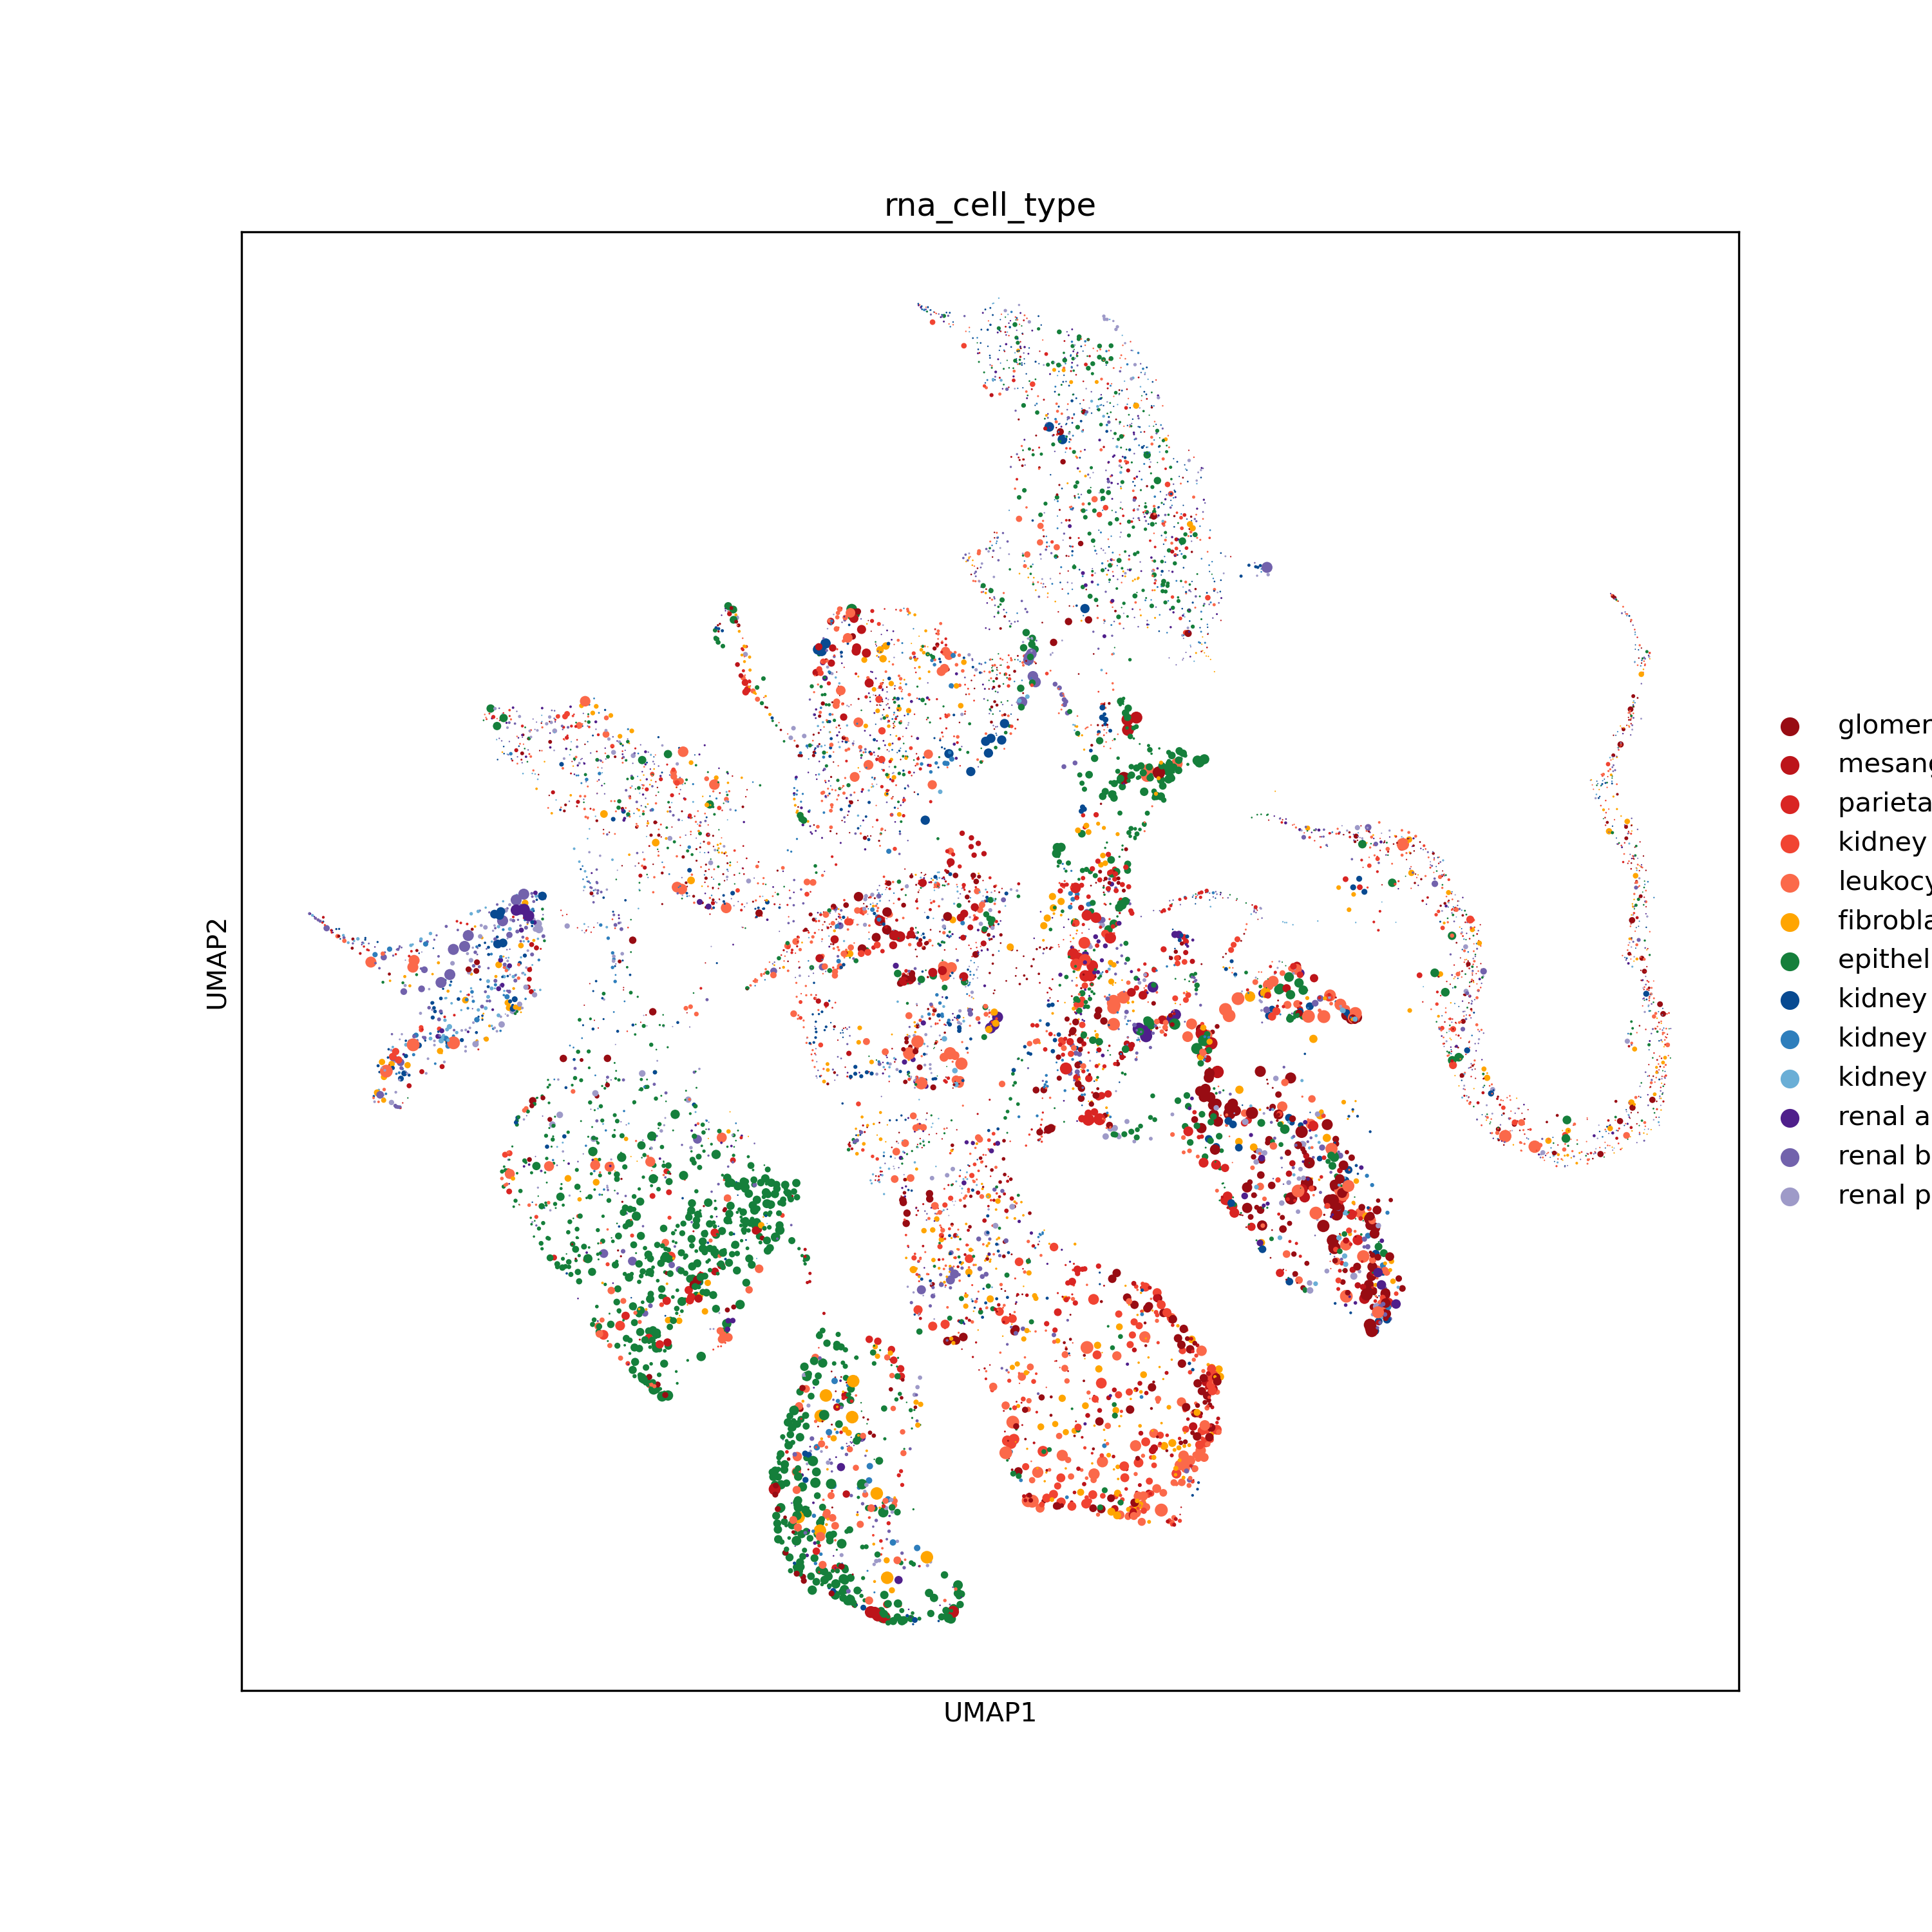 rna_cell_type
UMAP2
UMAP1
glomer
mesang
parieta
kidney
leukocy
fibrobla
epithel
kidney
kidney
kidney
renal a
renal b
renal p